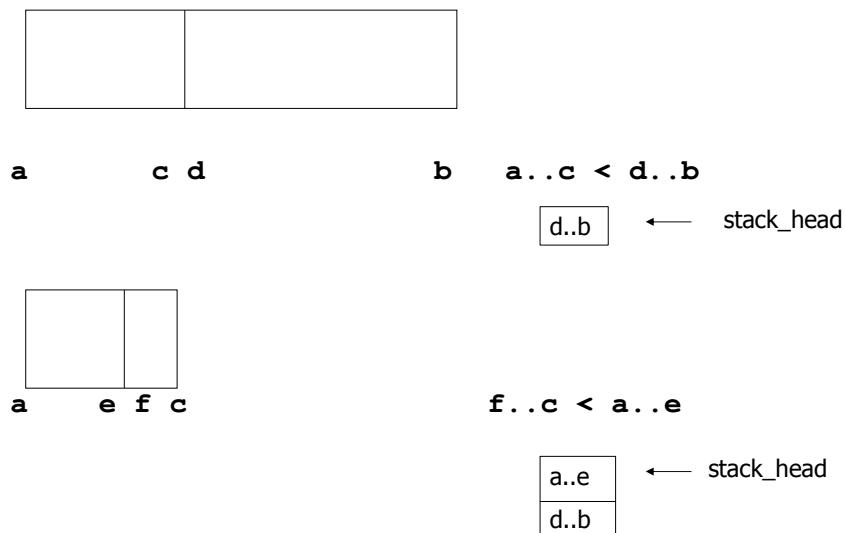 a c d b a..c < d..b
d..b stack_head
a e f c f..c < a..e
a..e stack_head
d..b